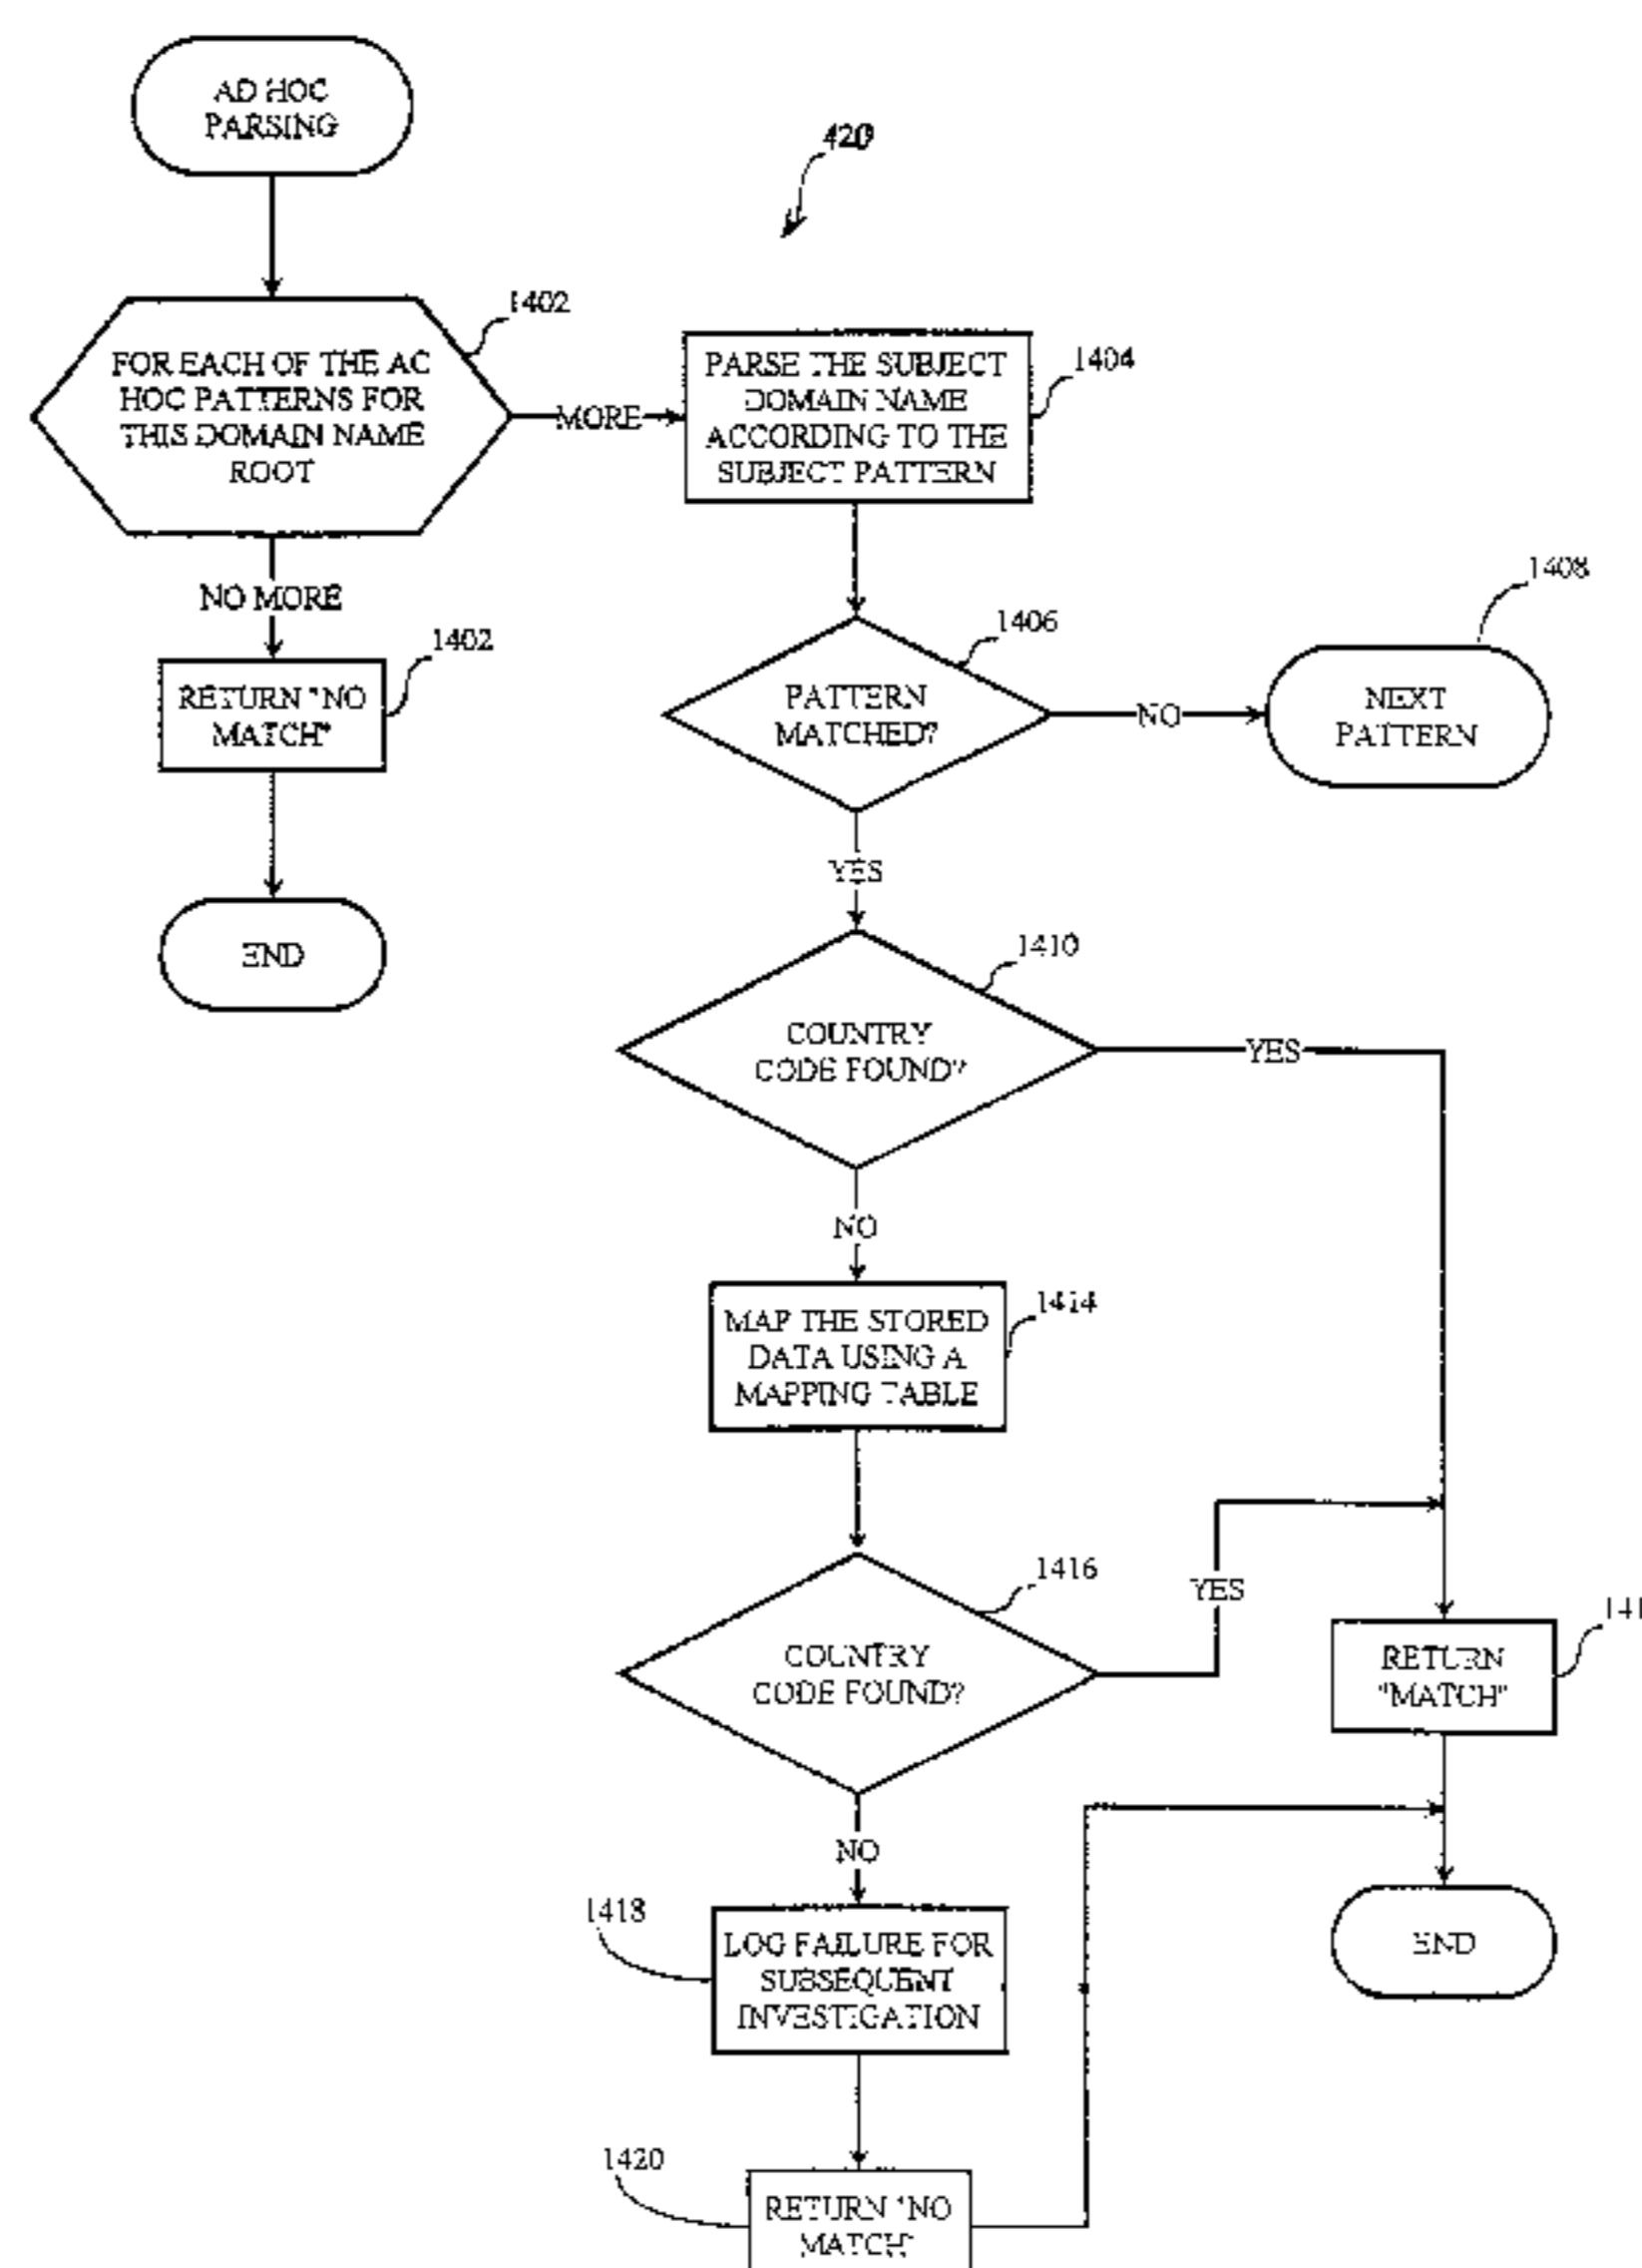 AD HOC
PARSING
420
1402
FOR EACH OF THE AC
HOC PATTERNS FOR
THIS DOMAIN NAME
ROOT
MORE
PARSE THE SUBJECT
DOMAIN NAME
ACCORDING TO THE
SUBJECT PATTERN
1404
NO MORE
1402
RETURN "NO
MATCH"
END
1406
PATTERN
MATCHED?
NO
1408
NEXT
PATTERN
YES
1410
COUNTRY
CODE FOUND?
YES
NO
MAP THE STORED
DATA USING A
MAPPING TABLE
1414
1416
COUNTRY
CODE FOUND?
YES
141
RETURN
"MATCH"
NO
1418
LOG FAILURE FOR
SUBSEQUENT
INVESTIGATION
END
1420
RETURN "NO
MATCH"